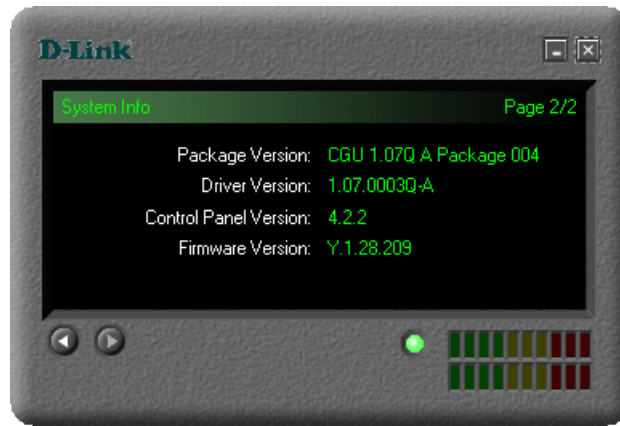 D-Link
System Info Page 2/2
Package Version: CGU 1.07Q A Package 004
Driver Version: 1.07.0003Q-A
Control Panel Version: 4.2.2
Firmware Version: Y.1.28.209